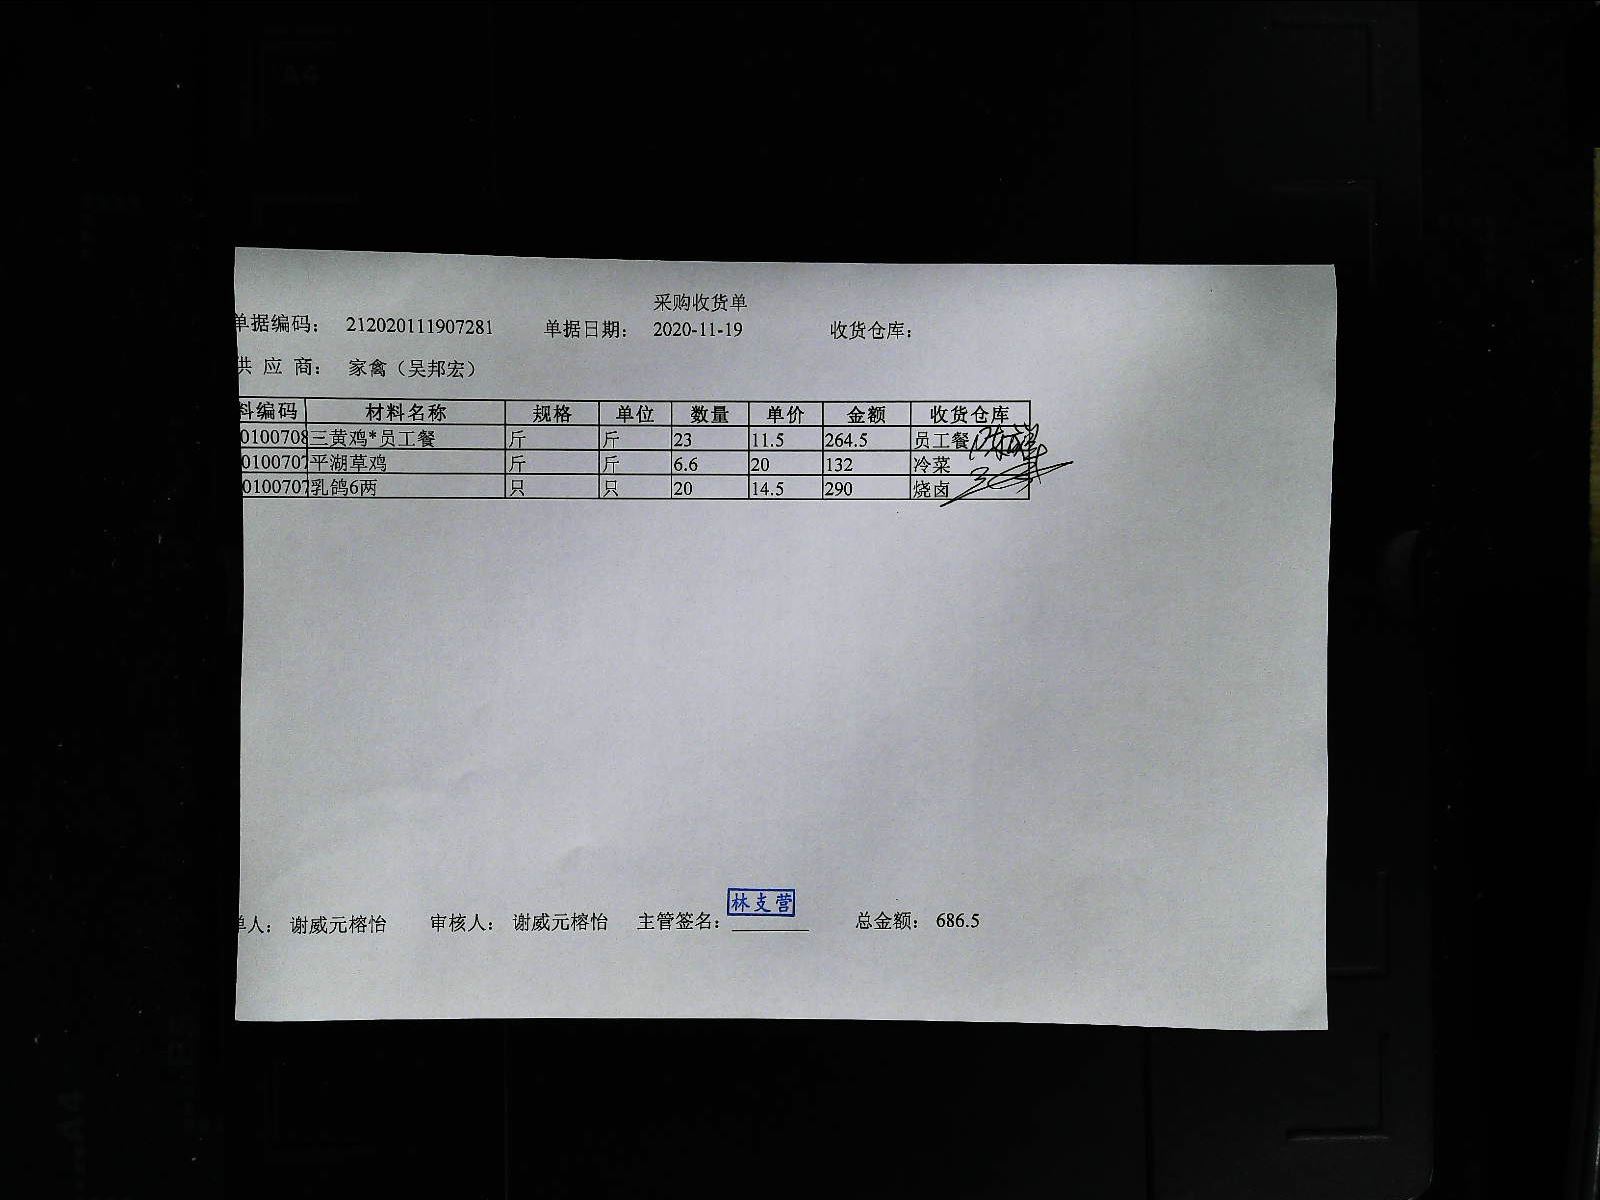 采购收货单
单据编码： 212020111907281 单据日期： 2020-11-19 收货仓库：
供 应 商： 家禽（吴邦宏）
料编码 材料名称 规格 单位 数量 单价 金额 收货仓库
0100708 三黄鸡*员工餐 斤 斤 23 11.5 264.5 员工餐
0100707 平湖草鸡 斤 斤 6.6 20 132 冷菜
0100707 乳鸽6两 只 只 20 14.5 290 烧卤
林支营
单人： 谢威元榕怡 审核人： 谢威元榕怡 主管签名： 总金额： 686.5